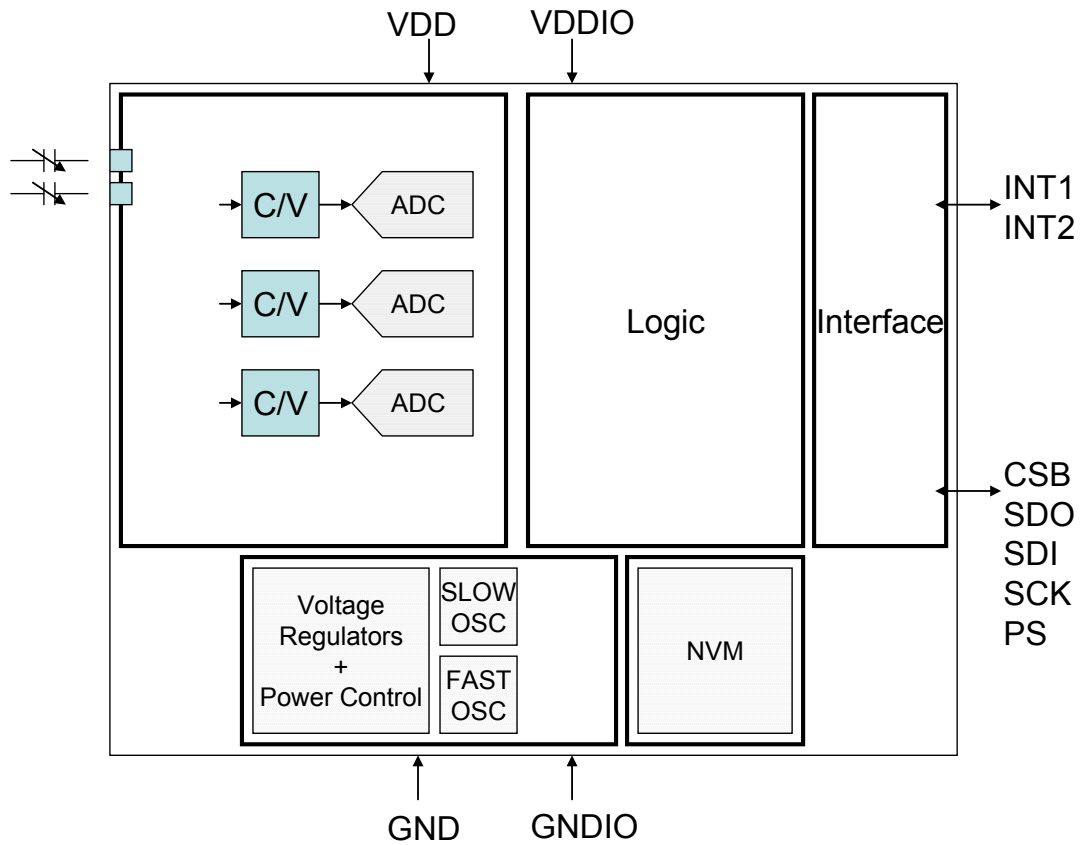 VDD
VDDIO
C/V
ADC
C/V
ADC
C/V
ADC
Logic
Interface
INT1
INT2
CSB
SDO
SDI
SCK
PS
Voltage
Regulators
+
Power Control
SLOW
OSC
FAST
OSC
NVM
GND
GNDIO